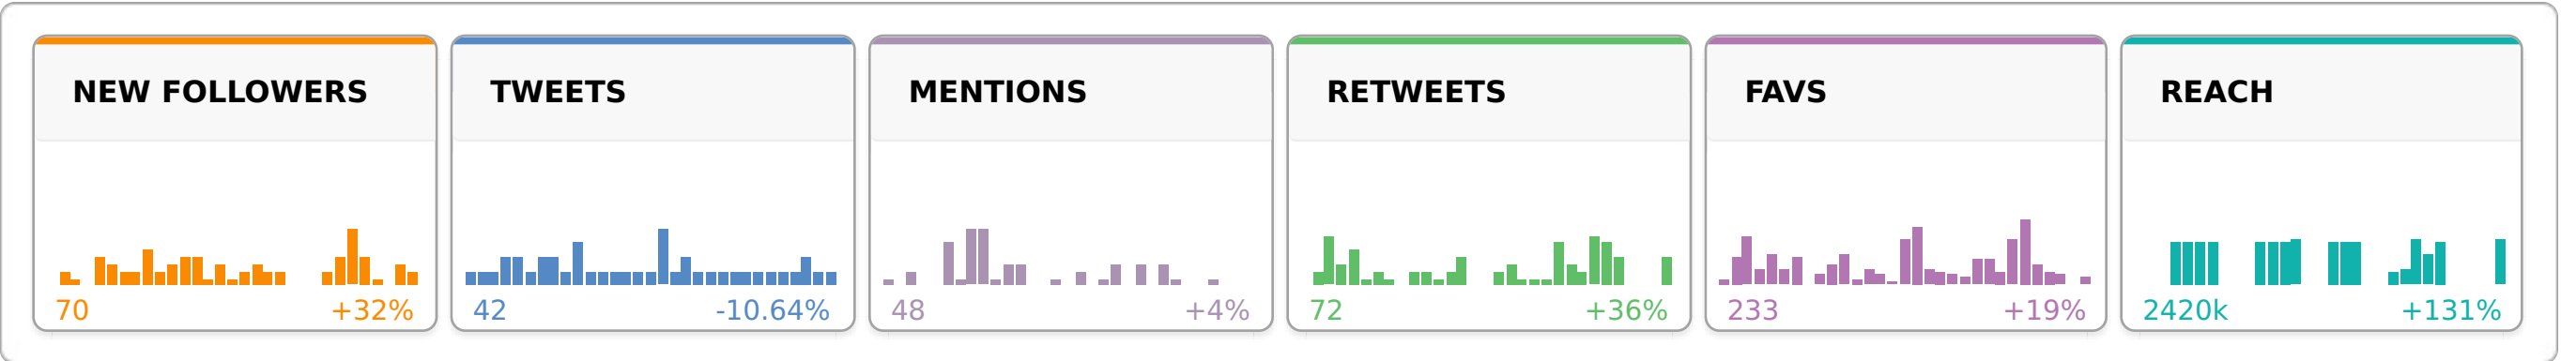 NEW FOLLOWERS
70 +32%
TWEETS
42 -10.64%
MENTIONS
48 +4%
RETWEETS
72 +36%
FAVS
233 +19%
REACH
2420k +131%